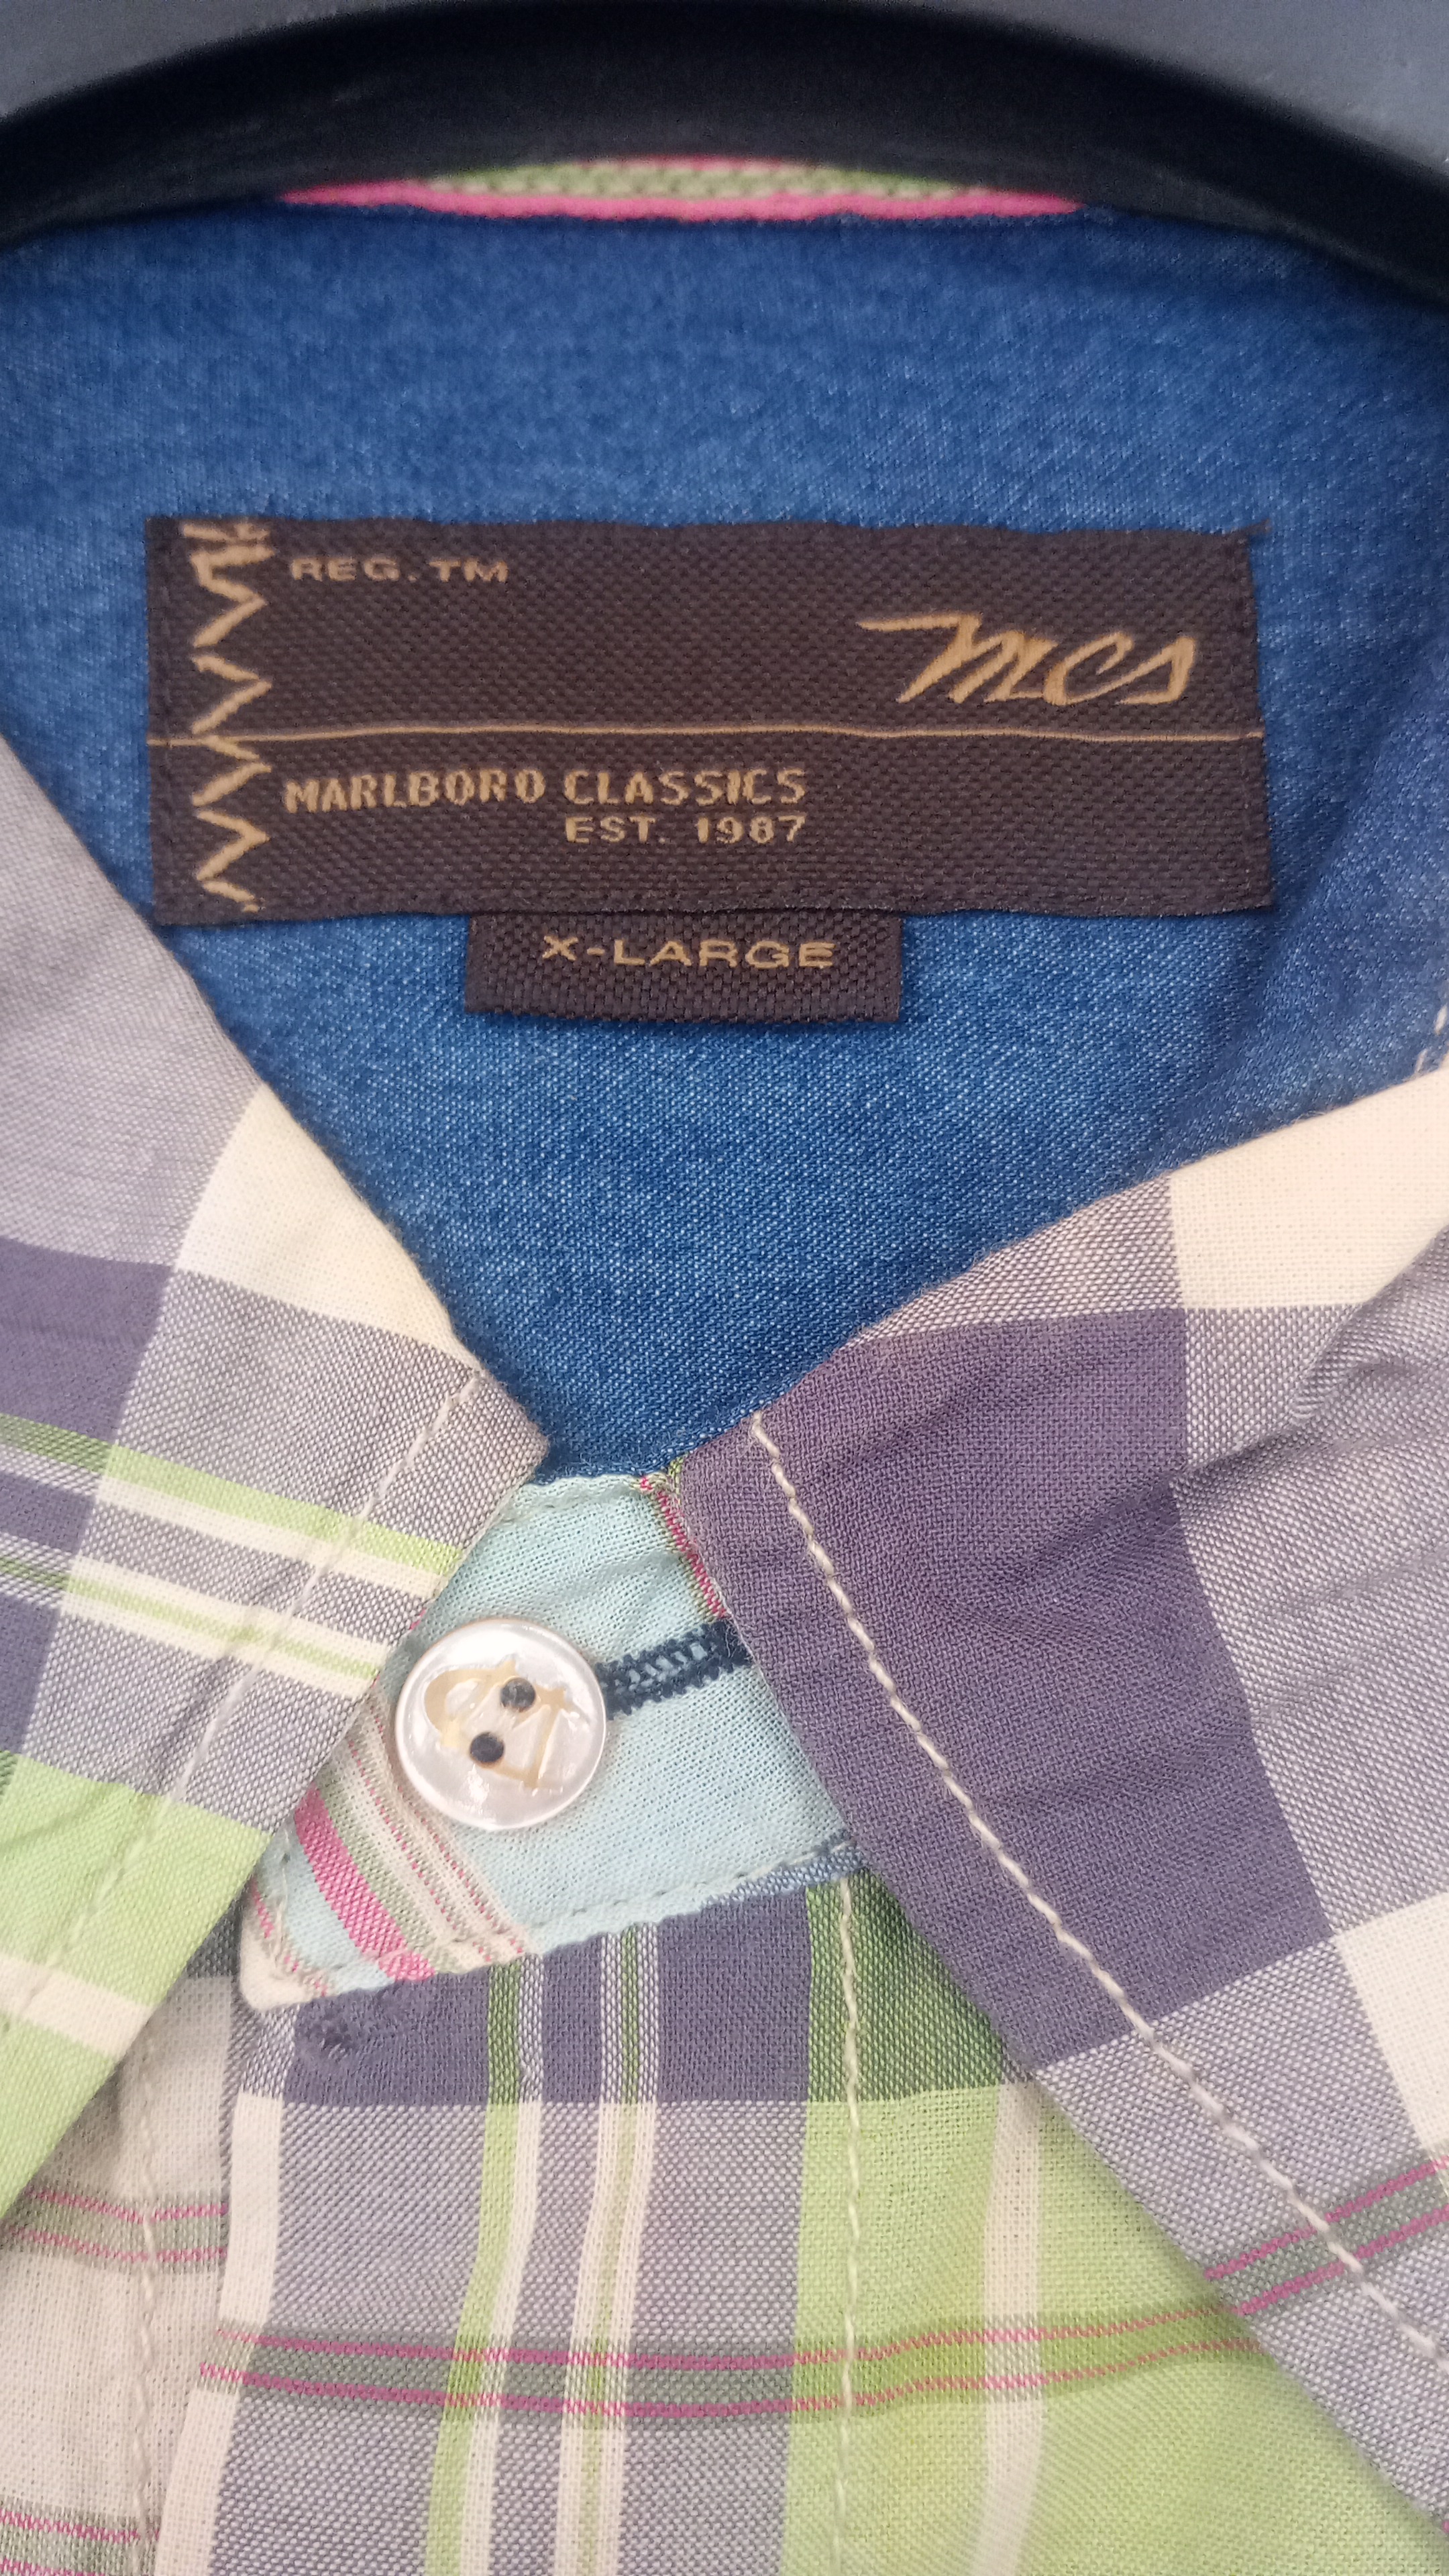 REG. TM
mcs
MARLBORO CLASSICS
EST. 1987
X-LARGE